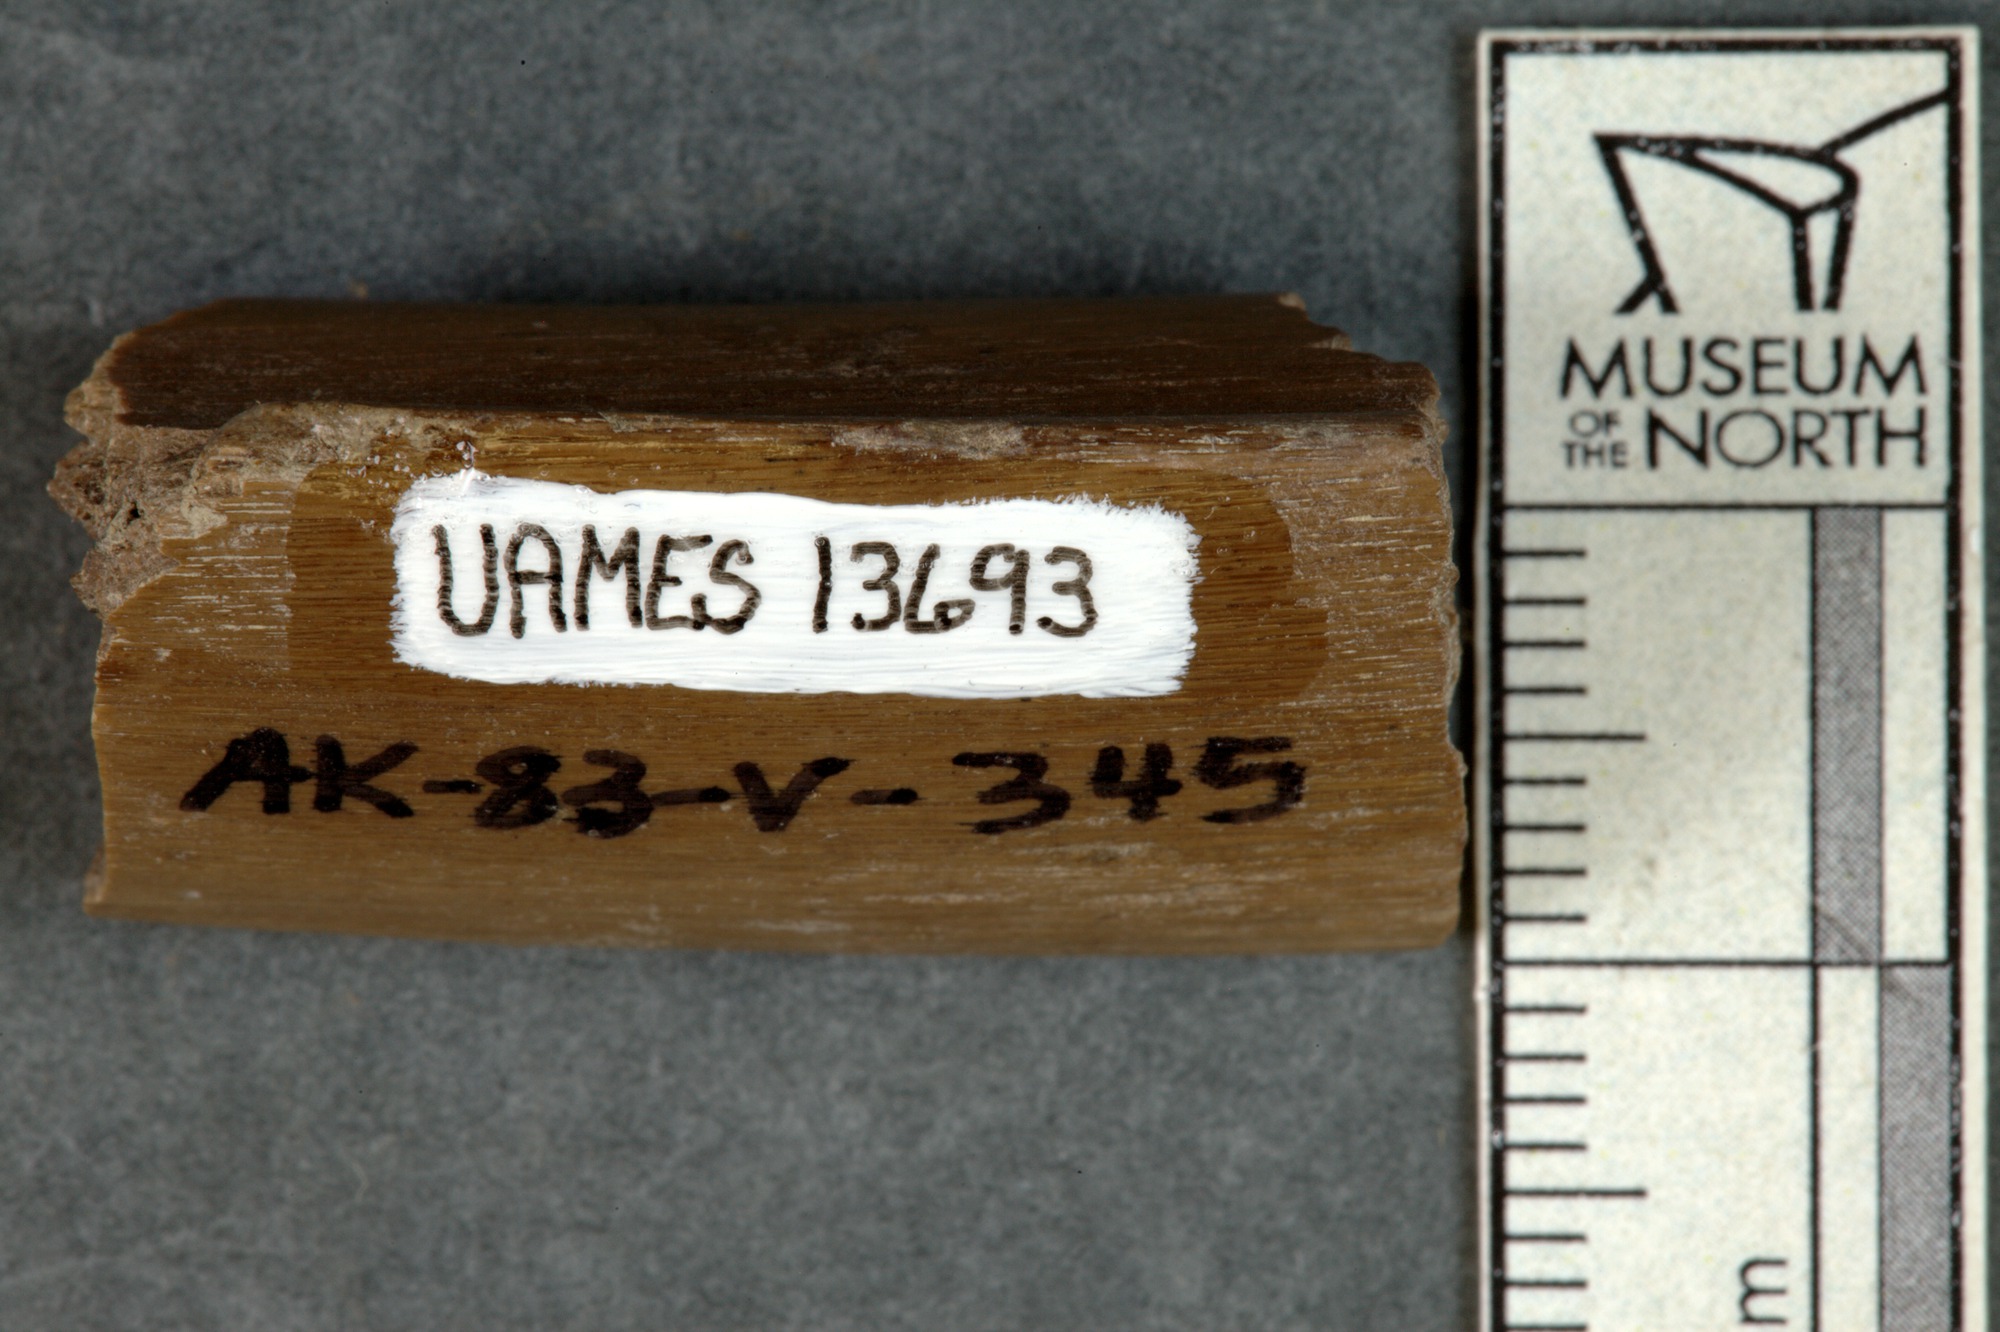 UAMES 13693
AK-83-V-345
MUSEUM
OF THE NORTH
m